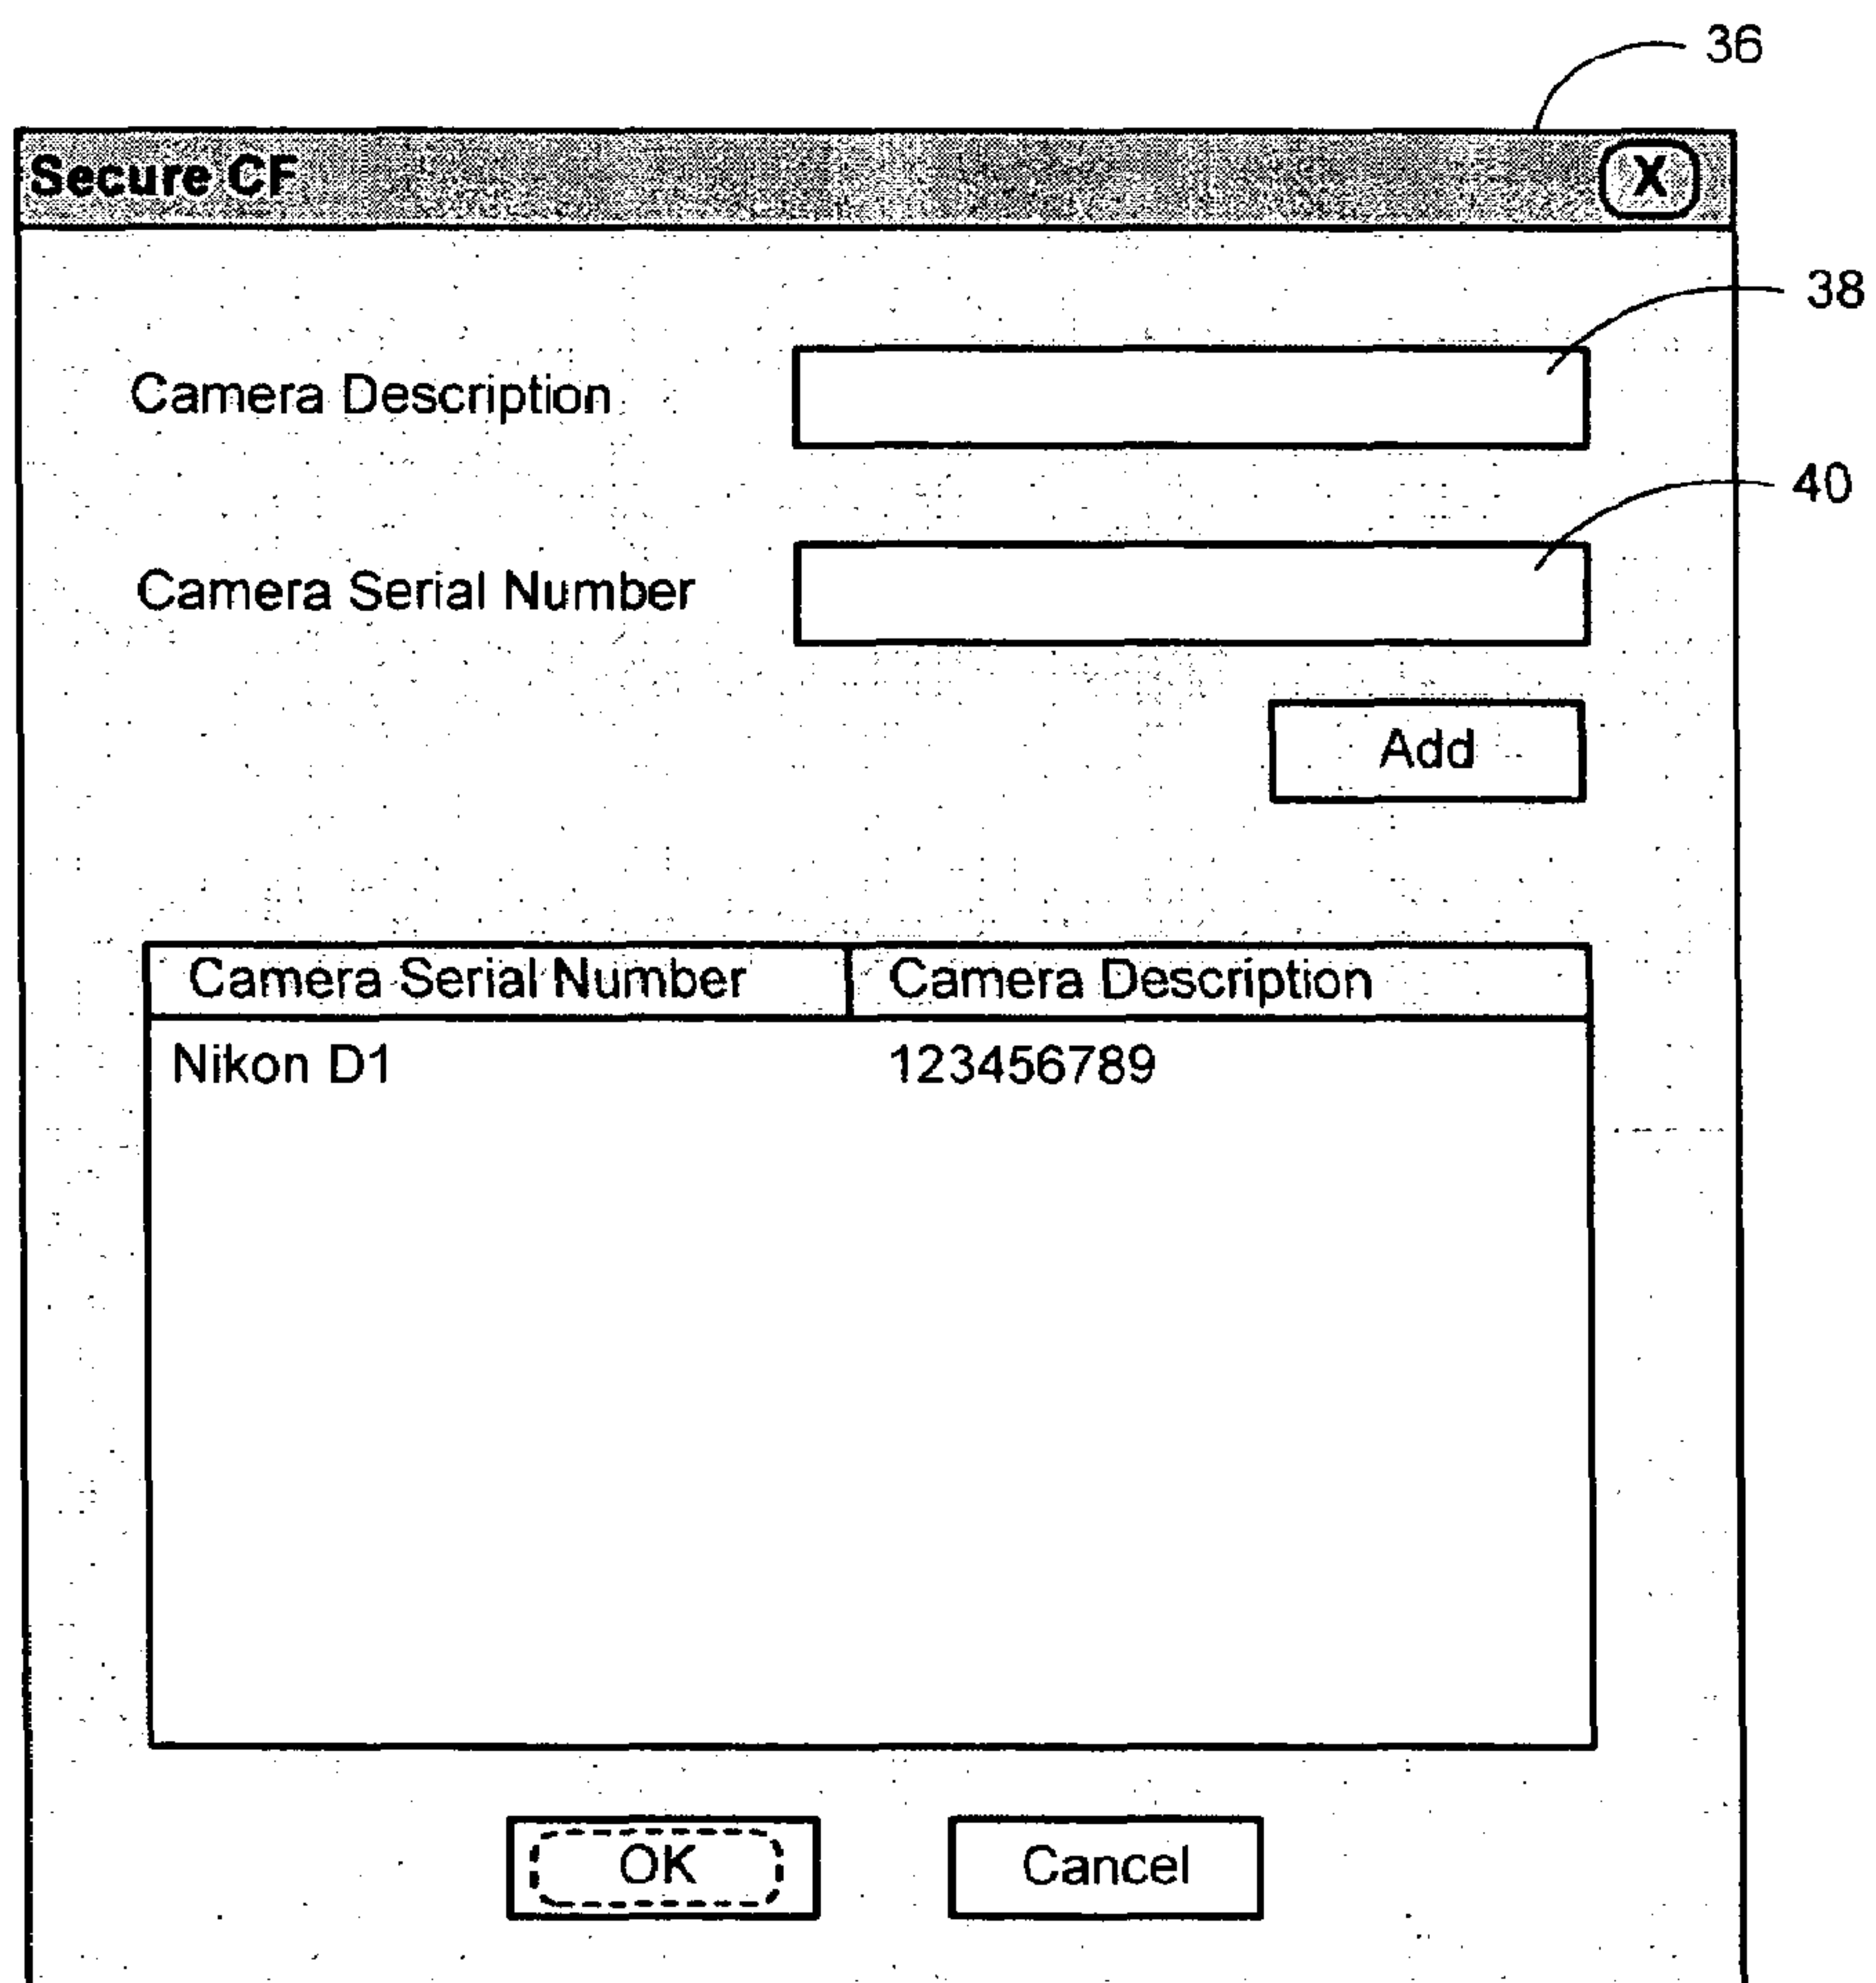 36
Secure CF X
38
Camera Description
40
Camera Serial Number
Add
Camera Serial Number Camera Description
Nikon D1 123456789
OK Cancel